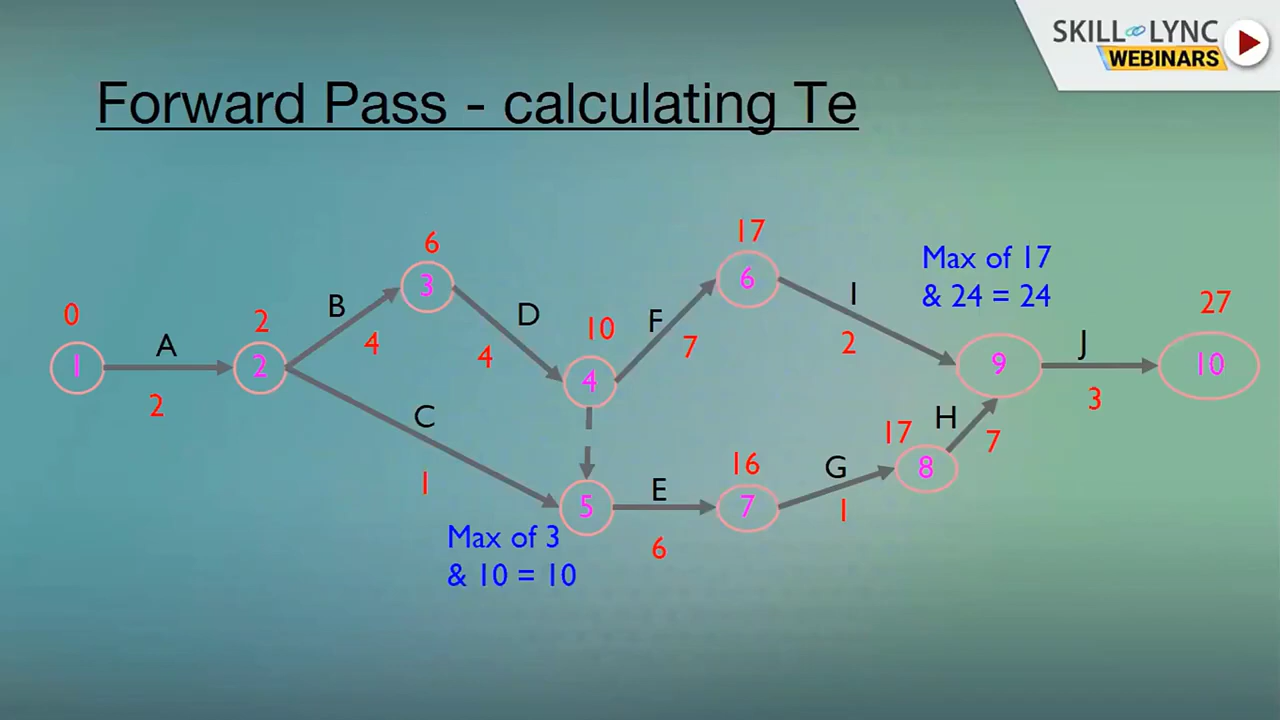 SKILL LYNC
WEBINARS
Forward Pass - calculating Te
0
1
A
2
2
2
B
4
6
3
D
4
C
1
10
4
F
7
17
6
I
2
Max of 17
& 24 = 24
9
J
3
27
10
5
Max of 3
& 10 = 10
E
6
16
7
G
1
17
8
H
7